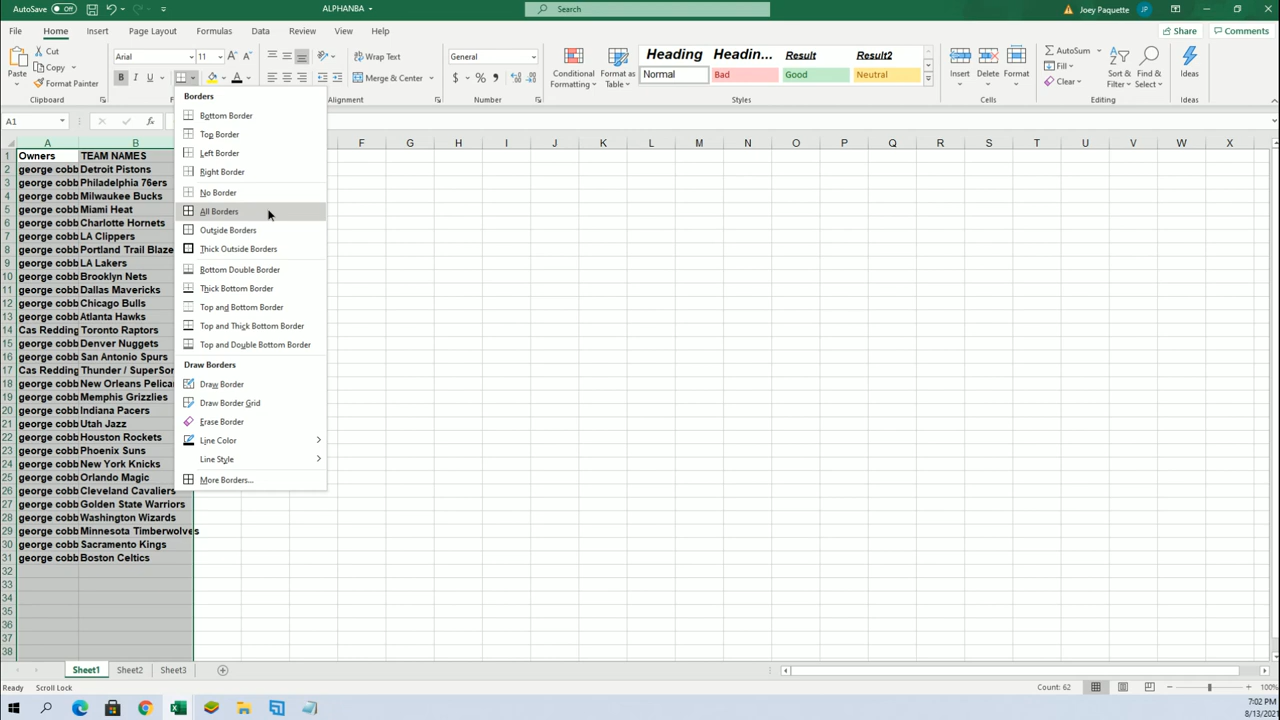 AutoSave Off ALPHANBA Search Joey Paquette JP
File Home Insert Page Layout Formulas Data Review View Help Share Comments
Paste Cut Copy Format Painter Clipboard
Arial 11 A A B I U A
Wrap Text Merge & Center Alignment
General $ % Number
Conditional Formatting Format as Table
Heading Headin... Result Result2
Normal Bad Good Neutral
Styles
Insert Delete Format Cells
AutoSum Fill Clear Sort & Filter Find & Select Editing
Ideas Ideas
A1 fx
A B F G H I J K L M N O P Q R S T U V W X
1 Owners TEAM NAMES
2 george cobb Detroit Pistons
3 george cobb Philadelphia 76ers
4 george cobb Milwaukee Bucks
5 george cobb Miami Heat
6 george cobb Charlotte Hornets
7 george cobb LA Clippers
8 george cobb Portland Trail Blaze
9 george cobb LA Lakers
10 george cobb Brooklyn Nets
11 george cobb Dallas Mavericks
12 george cobb Chicago Bulls
13 george cobb Atlanta Hawks
14 Cas Redding Toronto Raptors
15 george cobb Denver Nuggets
16 george cobb San Antonio Spurs
17 Cas Redding Thunder / SuperSon
18 george cobb New Orleans Pelican
19 george cobb Memphis Grizzlies
20 george cobb Indiana Pacers
21 george cobb Utah Jazz
22 george cobb Houston Rockets
23 george cobb Phoenix Suns
24 george cobb New York Knicks
25 george cobb Orlando Magic
26 george cobb Cleveland Cavaliers
27 george cobb Golden State Warriors
28 george cobb Washington Wizards
29 george cobb Minnesota Timberwolves
30 george cobb Sacramento Kings
31 george cobb Boston Celtics
32
33
34
35
36
37
38
Borders
Bottom Border
Top Border
Left Border
Right Border
No Border
All Borders
Outside Borders
Thick Outside Borders
Bottom Double Border
Thick Bottom Border
Top and Bottom Border
Top and Thick Bottom Border
Top and Double Bottom Border
Draw Borders
Draw Border
Draw Border Grid
Erase Border
Line Color
Line Style
More Borders...
Sheet1 Sheet2 Sheet3
Ready Scroll Lock Count: 62 100%
7:02 PM